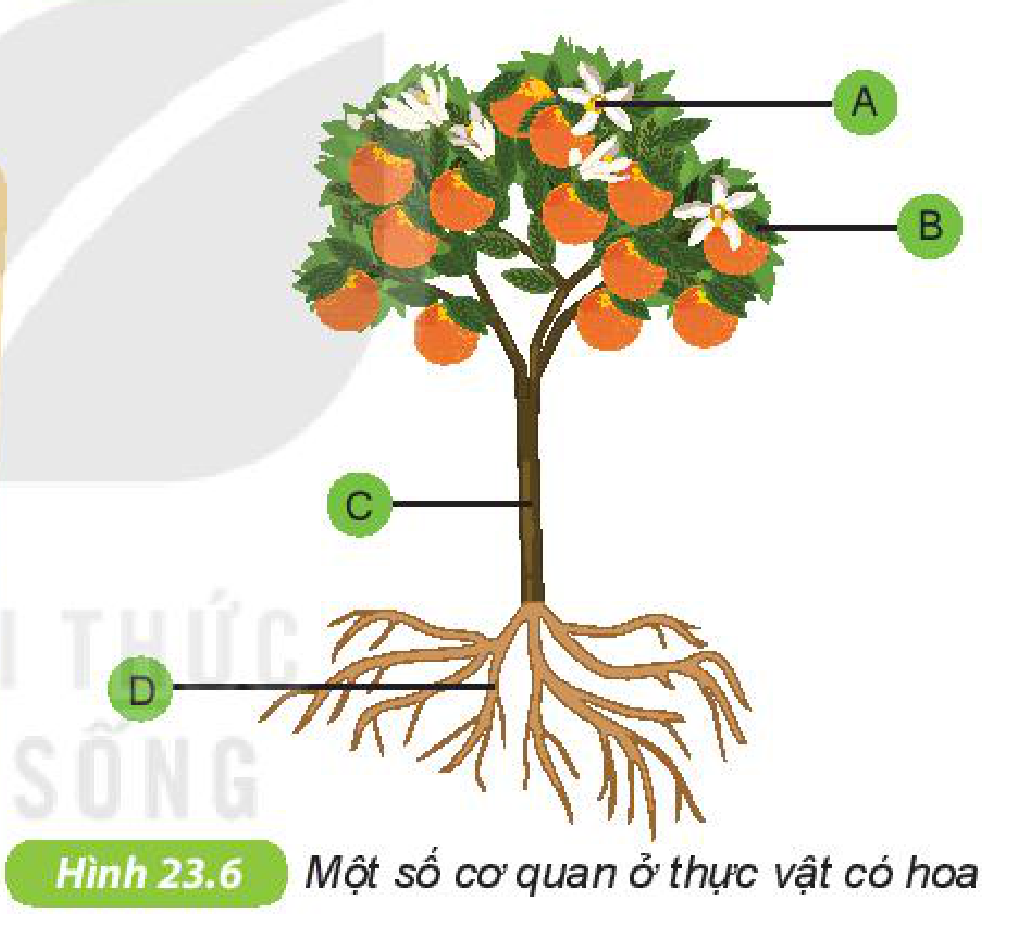 A
B
C
I THỨC
D
SỐNG
Hình 23.6 Một số cơ quan ở thực vật có hoa